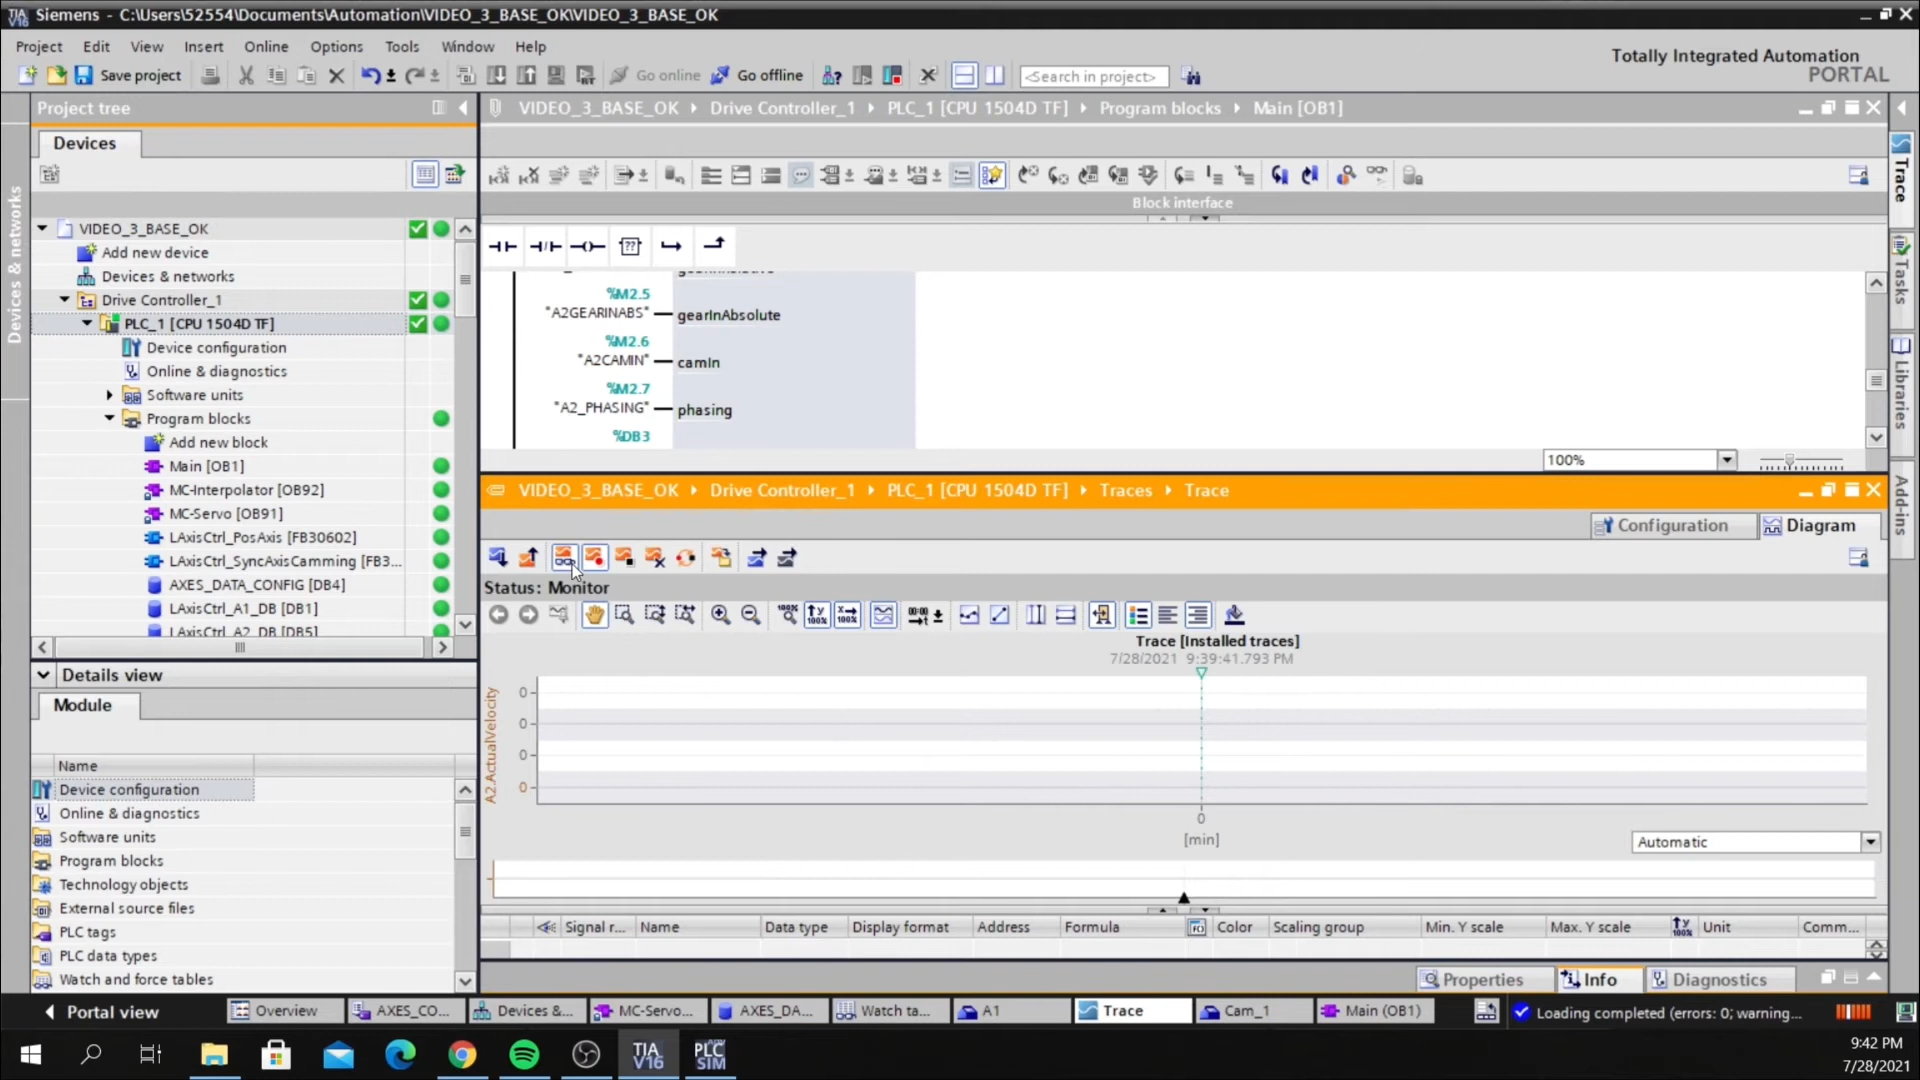 Siemens - C:\Users\52554\Documents\Automation\VIDEO_3_BASE_OK\VIDEO_3_BASE_OK
Project Edit View Insert Online Options Tools Window Help
Totally Integrated Automation
PORTAL
Save project
Go online
Go offline
<Search in project>
Project tree
VIDEO_3_BASE_OK Drive Controller_1 PLC_1 [CPU 1504D TF] Program blocks Main [OB1]
Devices
Devices & networks
Block interface
VIDEO_3_BASE_OK
Add new device
Devices & networks
Drive Controller_1
PLC_1 [CPU 1504D TF]
Device configuration
Online & diagnostics
Software units
Program blocks
Add new block
Main [OB1]
MC-Interpolator [OB92]
MC-Servo [OB91]
LAxisCtrl_PosAxis [FB30602]
LAxisCtrl_SyncAxisCamming [FB3...
AXES_DATA_CONFIG [DB4]
LAxisCtrl_A1_DB [DB1]
LAxisCtrl_A2_DB [DB5]
%M2.5
"A2GEARINABS" gearInAbsolute
%M2.6
"A2CAMIN" camIn
%M2.7
"A2_PHASING" phasing
%DB3
100%
Trace
Tasks
Libraries
Add-ins
VIDEO_3_BASE_OK Drive Controller_1 PLC_1 [CPU 1504D TF] Traces Trace
Configuration
Diagram
Status: Monitor
Trace [Installed traces]
7/28/2021 9:39:41.793 PM
A2.ActualVelocity
0
0
0
0
0
[min]
Automatic
Signal r... Name Data type Display format Address Formula Color Scaling group Min. Y scale Max. Y scale Unit Comm...
Properties
Info
Diagnostics
Details view
Module
Name
Device configuration
Online & diagnostics
Software units
Program blocks
Technology objects
External source files
PLC tags
PLC data types
Watch and force tables
Portal view
Overview
AXES_CO...
Devices &...
MC-Servo...
AXES_DA...
Watch ta...
A1
Trace
Cam_1
Main (OB1)
Loading completed (errors: 0; warning...
TIA
V16
PLC
SIM
9:42 PM
7/28/2021